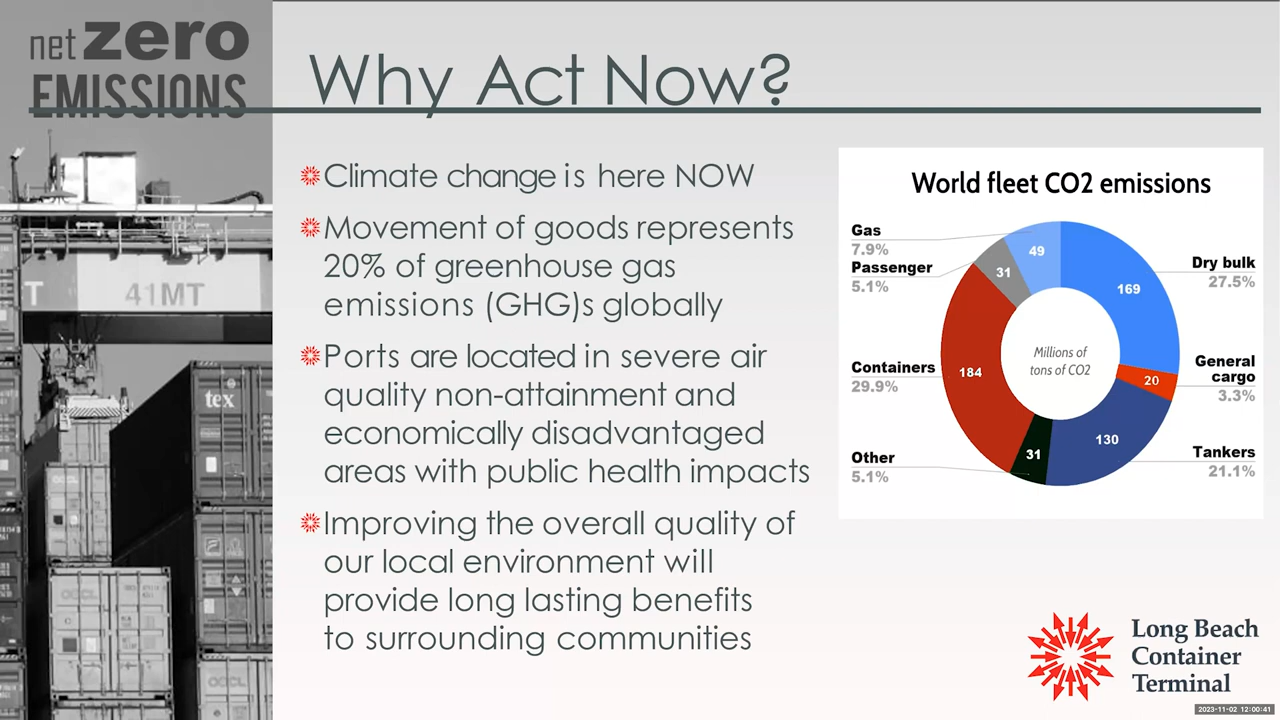 net zero
EMISSIONS
Why Act Now?
Climate change is here NOW
Movement of goods represents
20% of greenhouse gas
emissions (GHG)s globally
Ports are located in severe air
quality non-attainment and
economically disadvantaged
areas with public health impacts
Improving the overall quality of
our local environment will
provide long lasting benefits
to surrounding communities
World fleet CO2 emissions
Gas
7.9%
Passenger
5.1%
Containers
29.9%
Other
5.1%
49
31
184
31
169
20
130
Millions of
tons of CO2
Dry bulk
27.5%
General
cargo
3.3%
Tankers
21.1%
T
41MT
tex
OOCL
OOCL
OOCL
Long Beach
Container
Terminal
2023-11-02 12:00:41